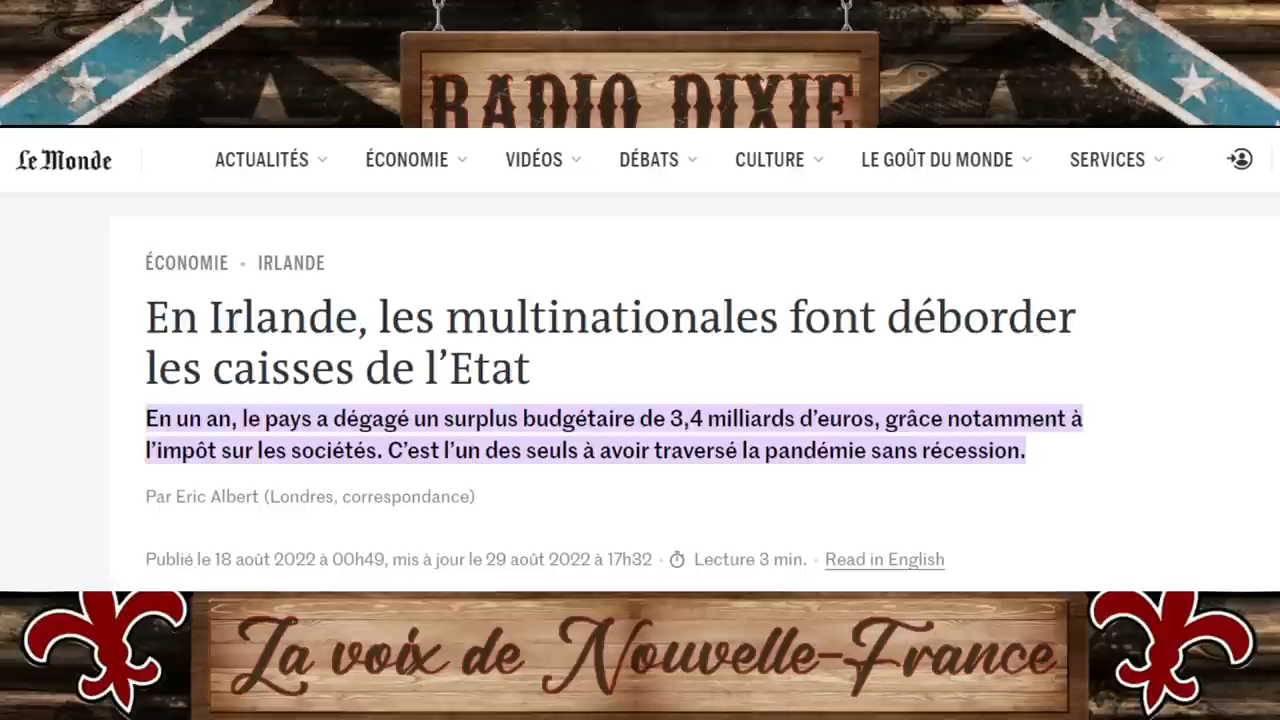 RADIO DIXIE
Le Monde
ACTUALITÉS ÉCONOMIE VIDÉOS DÉBATS CULTURE LE GOÛT DU MONDE SERVICES
ÉCONOMIE • IRLANDE
En Irlande, les multinationales font déborder
les caisses de l’Etat
En un an, le pays a dégagé un surplus budgétaire de 3,4 milliards d’euros, grâce notamment à
l’impôt sur les sociétés. C’est l’un des seuls à avoir traversé la pandémie sans récession.
Par Eric Albert (Londres, correspondance)
Publié le 18 août 2022 à 00h49, mis à jour le 29 août 2022 à 17h32 • Lecture 3 min. • Read in English
La voix de Nouvelle-France